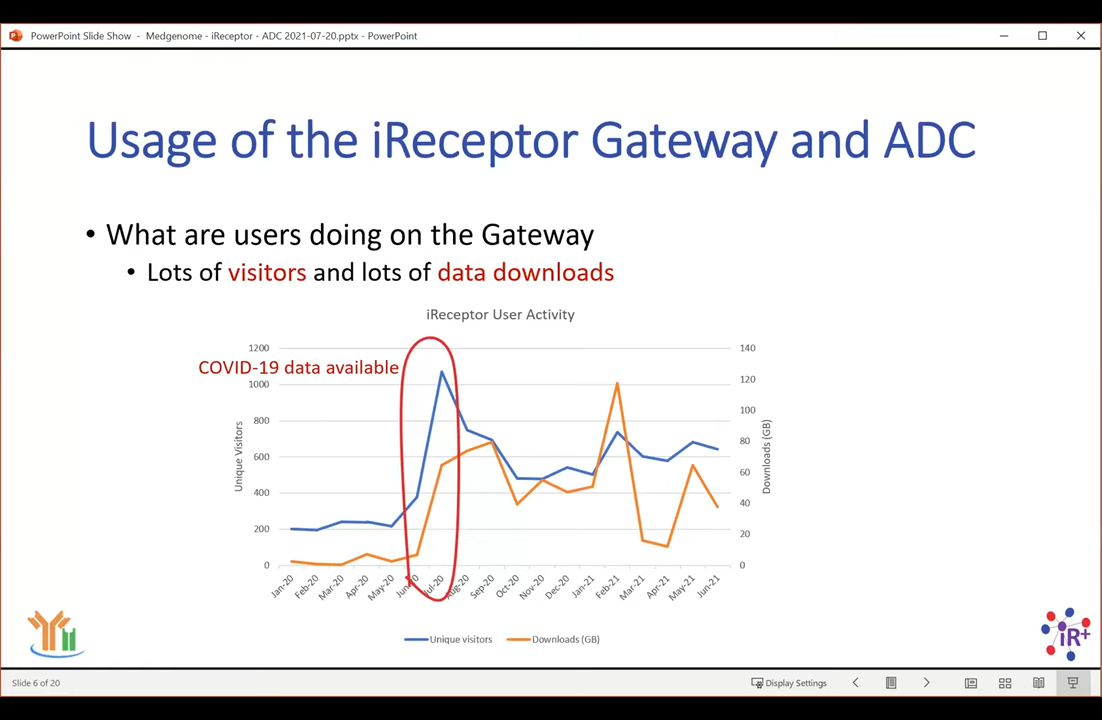 PowerPoint Slide Show - Medgenome - iReceptor - ADC 2021-07-20.pptx - PowerPoint
Usage of the iReceptor Gateway and ADC
• What are users doing on the Gateway
• Lots of visitors and lots of data downloads
iReceptor User Activity
COVID-19 data available
Unique Visitors
1200
1000
800
600
400
200
0
140
120
100
80
60
40
20
0
Downloads (GB)
Jan-20
Feb-20
Mar-20
Apr-20
May-20
Jun-20
Jul-20
Aug-20
Sep-20
Oct-20
Nov-20
Dec-20
Jan-21
Feb-21
Mar-21
Apr-21
May-21
Jun-21
Unique visitors
Downloads (GB)
iR+
Slide 6 of 20
Display Settings